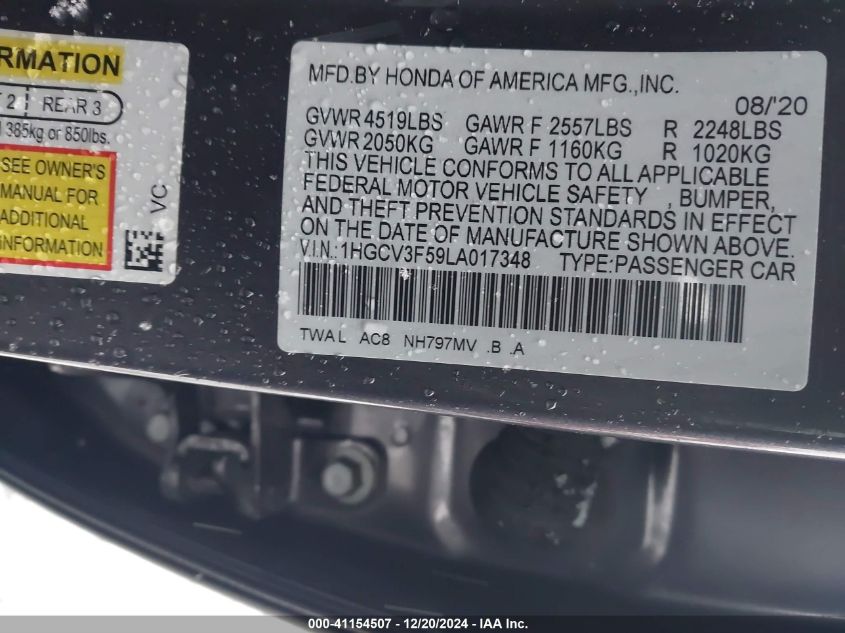 RMATION
2 REAR 3
385kg or 850lbs.
SEE OWNER'S
MANUAL FOR
ADDITIONAL
INFORMATION
VC
MFD.BY HONDA OF AMERICA MFG.,INC.
08/'20
GVWR 4519LBS GAWR F 2557LBS R 2248LBS
GVWR 2050KG GAWR F 1160KG R 1020KG
THIS VEHICLE CONFORMS TO ALL APPLICABLE
FEDERAL MOTOR VEHICLE SAFETY , BUMPER,
AND THEFT PREVENTION STANDARDS IN EFFECT
ON THE DATE OF MANUFACTURE SHOWN ABOVE.
V.I.N.:1HGCV3F59LA017348 TYPE:PASSENGER CAR
TWAL AC8 NH797MV .B .A
000-41154507 - 12/20/2024 - IAA Inc.